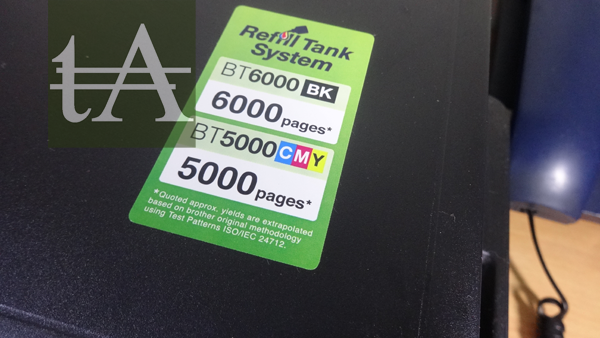 tA
Refill Tank
System
BT6000 BK
6000 pages*
BT5000 CMY
5000 pages*
*Quoted approx. yields are extrapolated
based on brother original methodology
using Test Patterns ISO/IEC 24712.